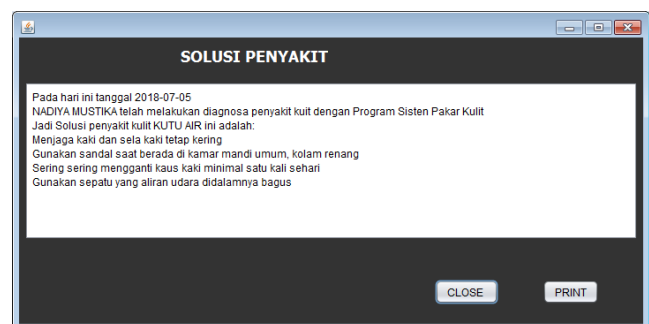 SOLUSI PENYAKIT
Pada hari ini tanggal 2018-07-05
NADIYA MUSTIKA telah melakukan diagnosa penyakit kuit dengan Program Sisten Pakar Kulit
Jadi Solusi penyakit kulit KUTU AIR ini adalah:
Menjaga kaki dan sela kaki tetap kering
Gunakan sandal saat berada di kamar mandi umum, kolam renang
Sering sering mengganti kaus kaki minimal satu kali sehari
Gunakan sepatu yang aliran udara didalamnya bagus
CLOSE PRINT